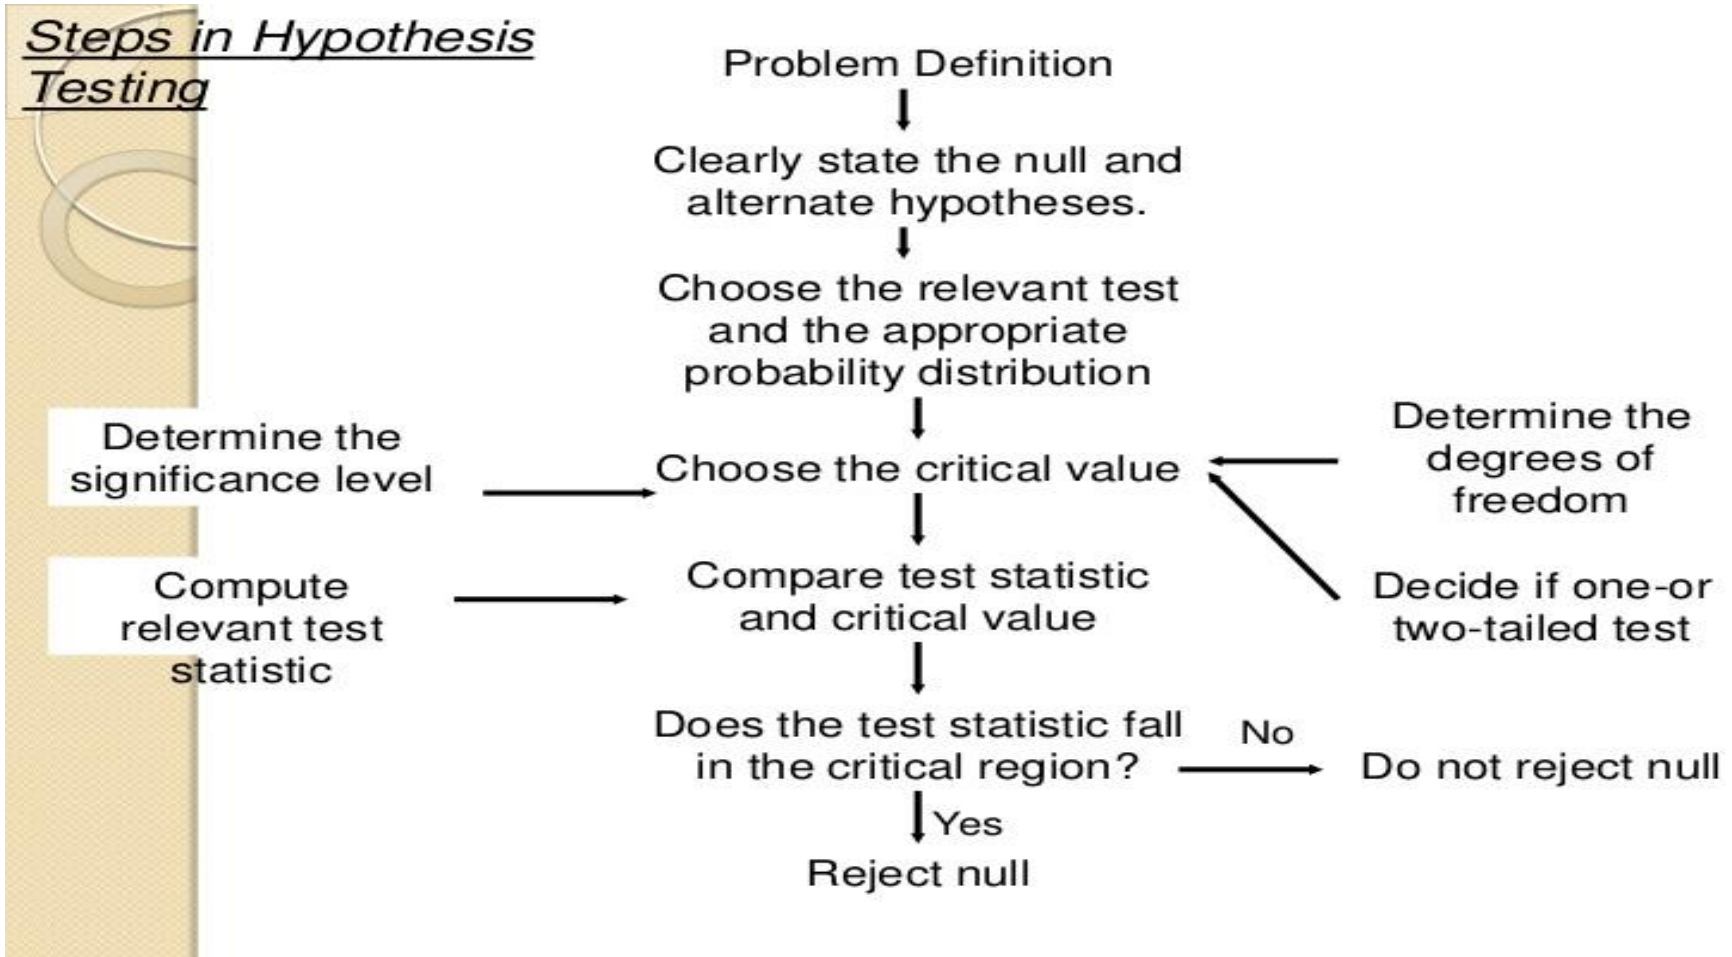 Steps in Hypothesis
Testing
Problem Definition
Clearly state the null and
alternate hypotheses.
Choose the relevant test
and the appropriate
probability distribution
Determine the
significance level
Choose the critical value
Determine the
degrees of
freedom
Compute
relevant test
statistic
Compare test statistic
and critical value
Decide if one-or
two-tailed test
Does the test statistic fall
in the critical region?
No
Do not reject null
Yes
Reject null